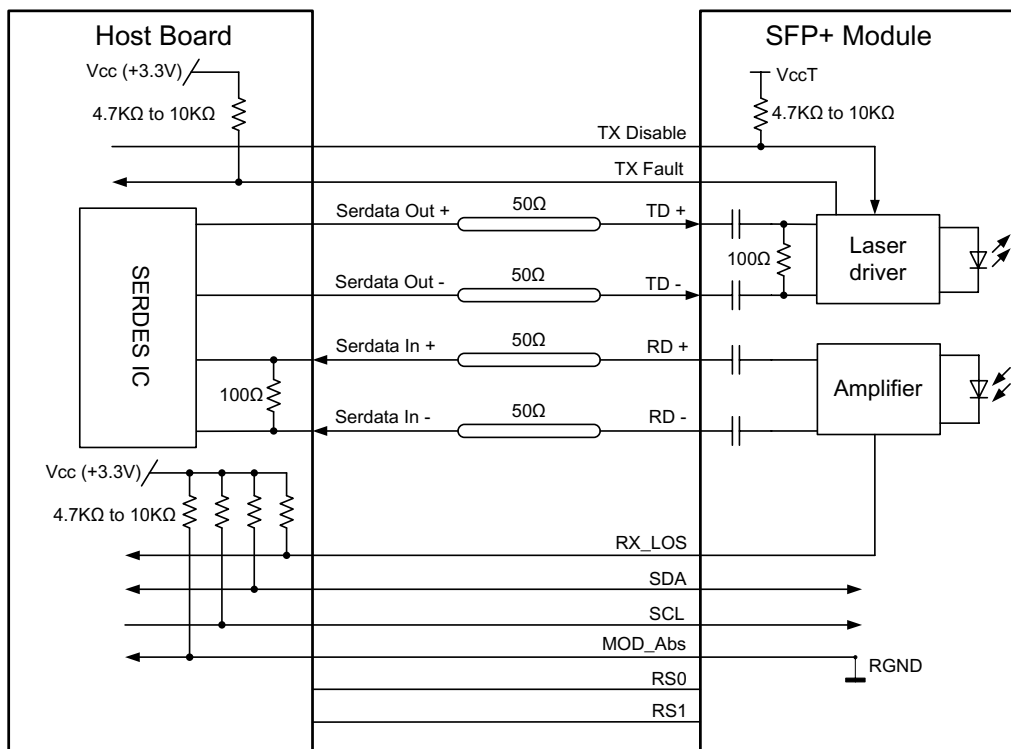 Host Board
SFP+ Module
Vcc (+3.3V)
VccT
4.7KΩ to 10KΩ
4.7KΩ to 10KΩ
TX Disable
TX Fault
Serdata Out +
50Ω
TD +
SERDES IC
100Ω
Laser
driver
Serdata Out -
50Ω
TD -
Serdata In +
50Ω
RD +
100Ω
Amplifier
Serdata In -
50Ω
RD -
Vcc (+3.3V)
4.7KΩ to 10KΩ
RX_LOS
SDA
SCL
MOD_Abs
RGND
RS0
RS1